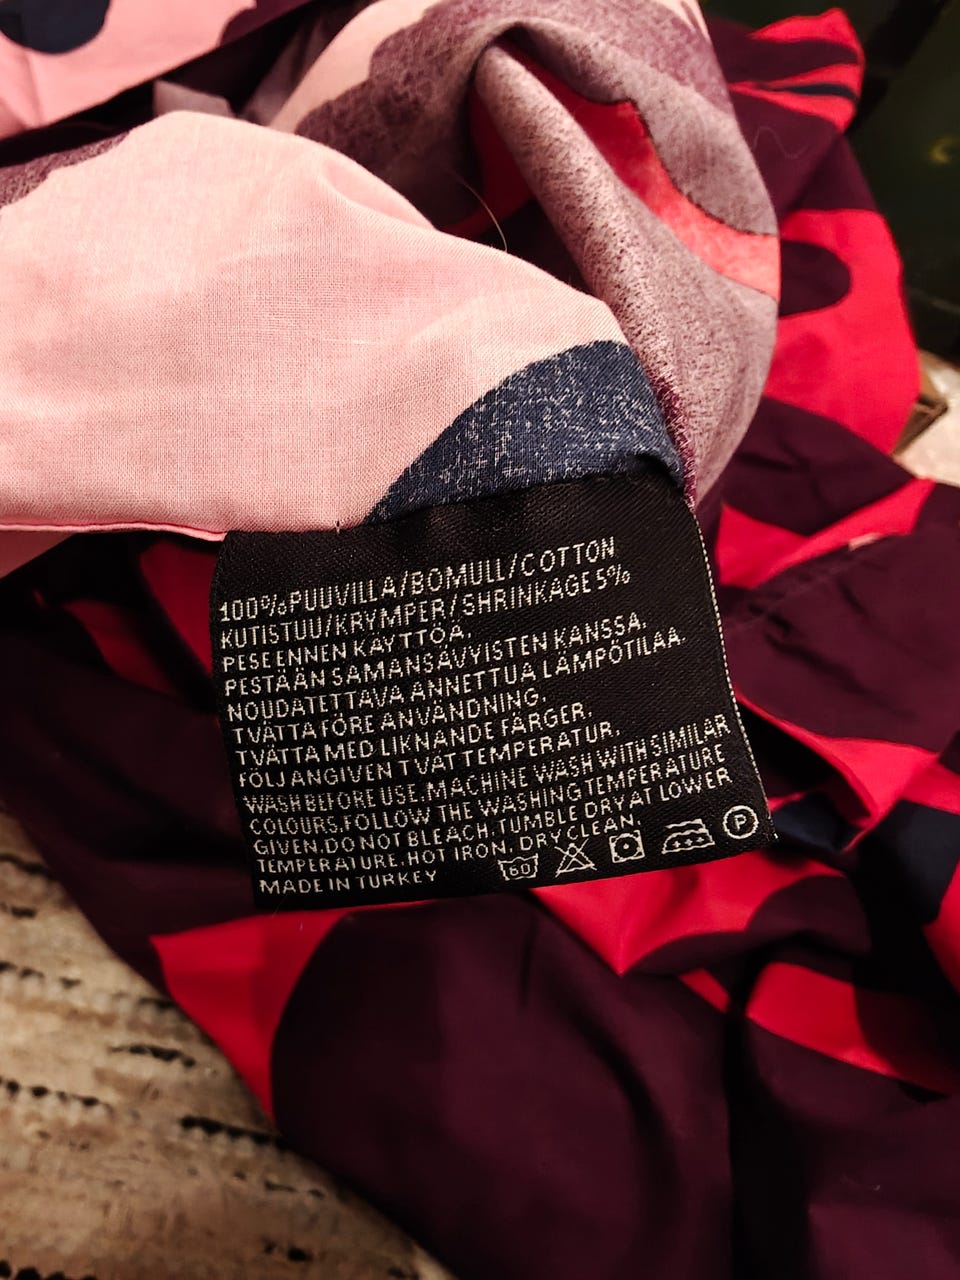 100% PUUVILLA/BOMULL/COTTON
KUTISTUU/KRYMPER/SHRINKAGE 5%
PESE ENNEN KÄYTTÖÄ.
PESTÄÄN SAMANSÄVYISTEN KANSSA.
NOUDATETTAVA ANNETTUA LÄMPÖTILAA.
TVÄTTA FÖRE ANVÄNDNING.
TVÄTTA MED LIKNANDE FÄRGER.
FÖLJ ANGIVEN TVÄTTEMPERATUR.
WASH BEFORE USE. MACHINE WASH WITH SIMILAR
COLOURS. FOLLOW THE WASHING TEMPERATURE
GIVEN. DO NOT BLEACH. TUMBLE DRY AT LOWER
TEMPERATURE. HOT IRON. DRY CLEAN.
MADE IN TURKEY 60 P